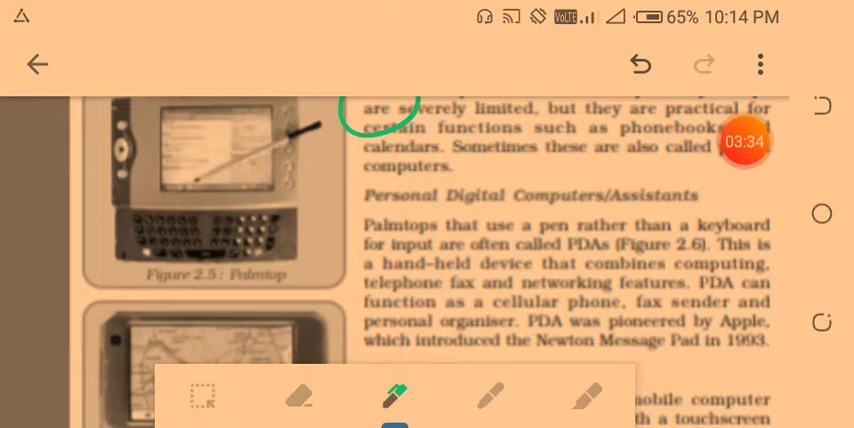 VoLTE 65% 10:14 PM
are severely limited, but they are practical for
certain functions such as phonebooks
calendars. Sometimes these are also called
computers.
03:34
Personal Digital Computers/Assistants
Palmtops that use a pen rather than a keyboard
for input are often called PDAs (Figure 2.6). This is
a hand-held device that combines computing,
telephone fax and networking features. PDA can
function as a cellular phone, fax sender and
personal organiser. PDA was pioneered by Apple,
which introduced the Newton Message Pad in 1993.
Figure 2.5: Palmtop
mobile computer
a touchscreen